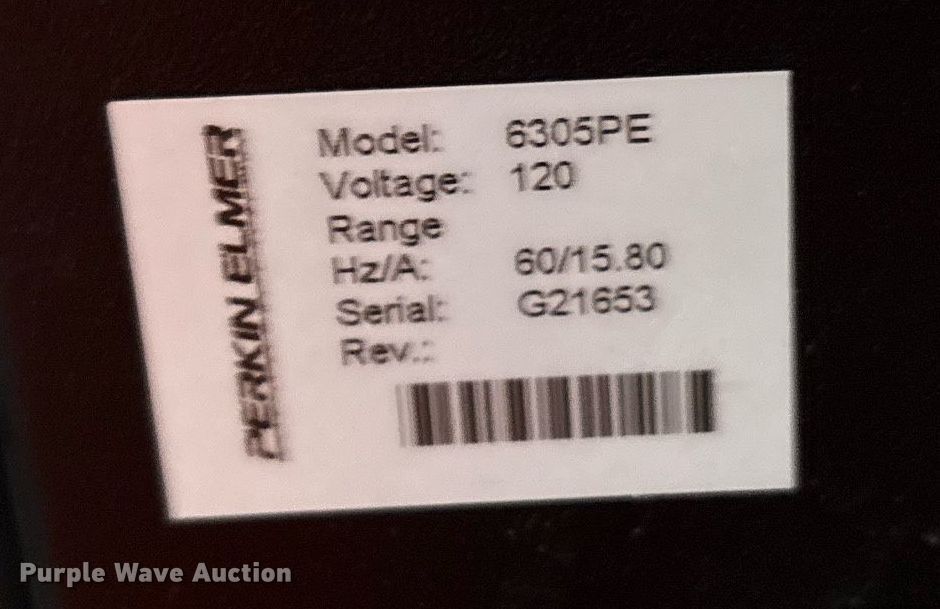 PERKIN ELMER
Model: 6305PE
Voltage: 120
Range
Hz/A: 60/15.80
Serial: G21653
Rev.:
Purple Wave Auction